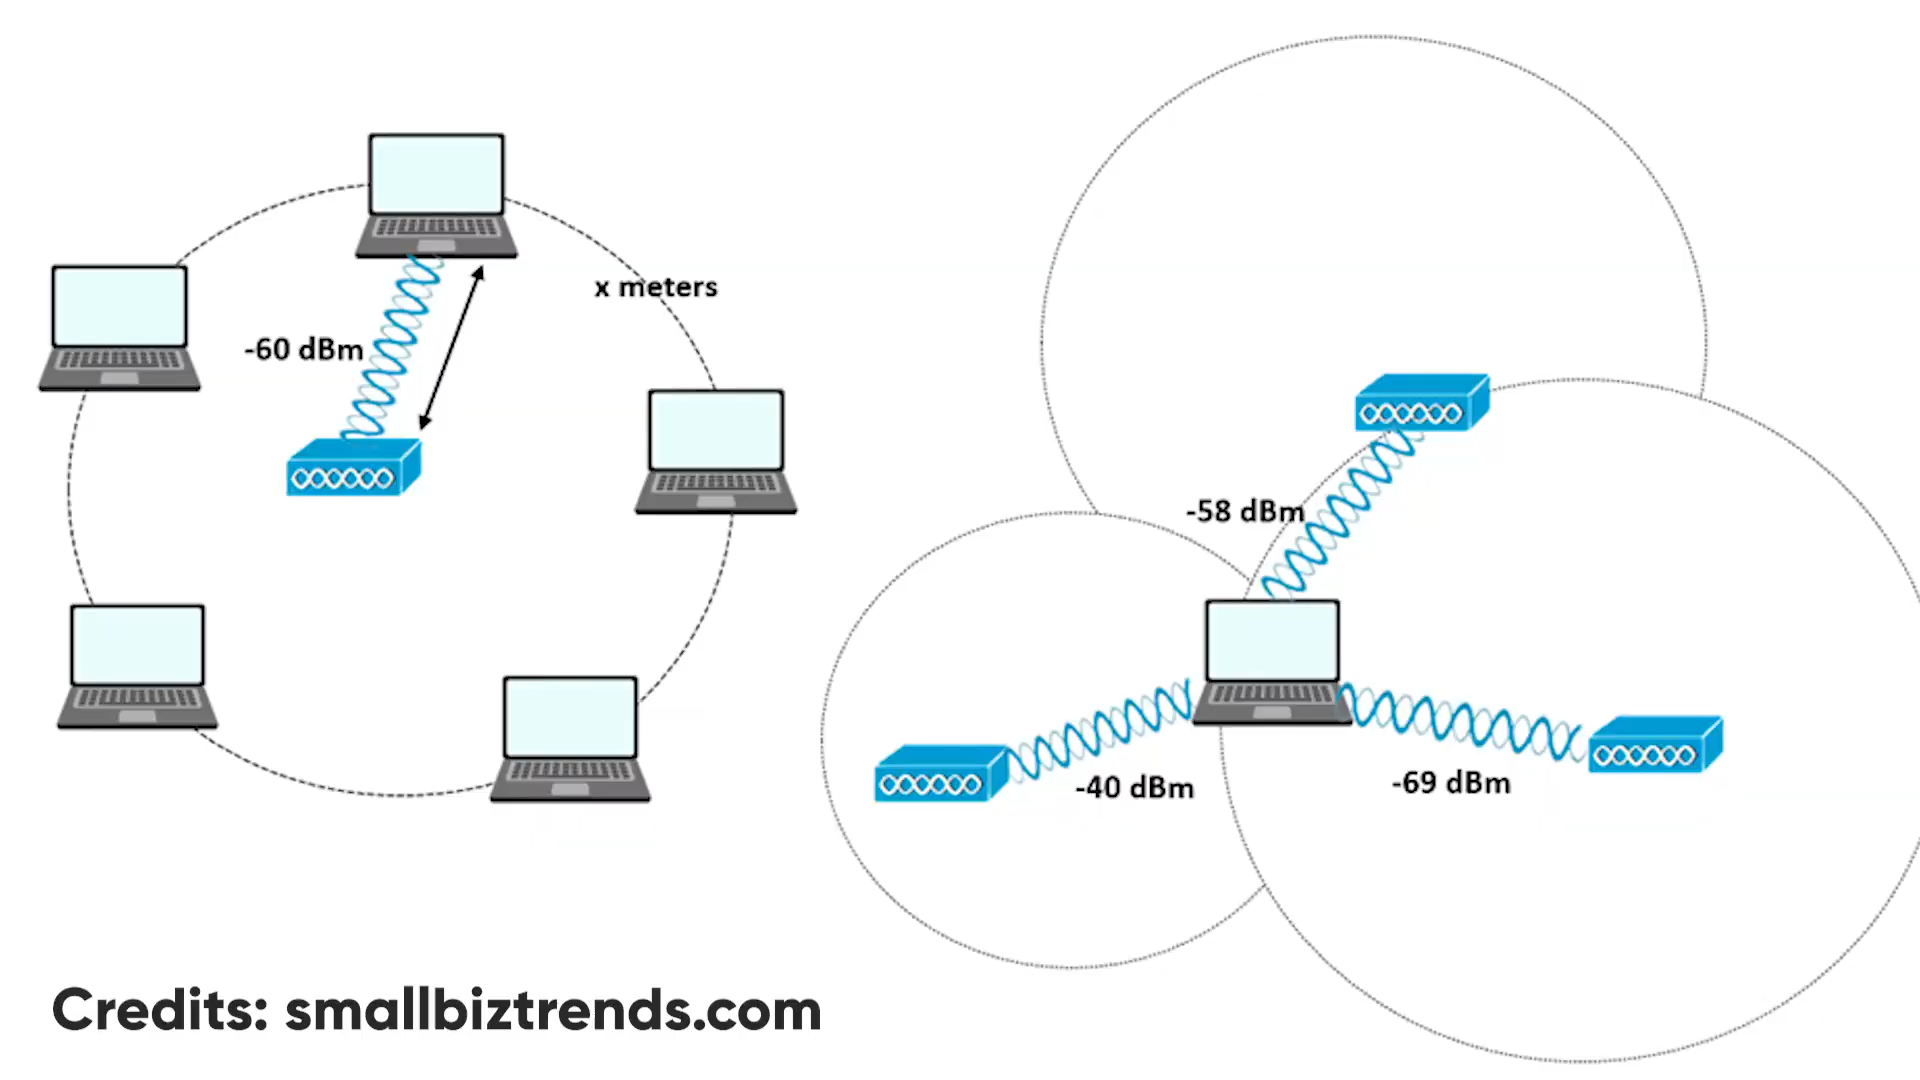 x meters
-60 dBm
-58 dBm
-40 dBm
-69 dBm
Credits: smallbiztrends.com